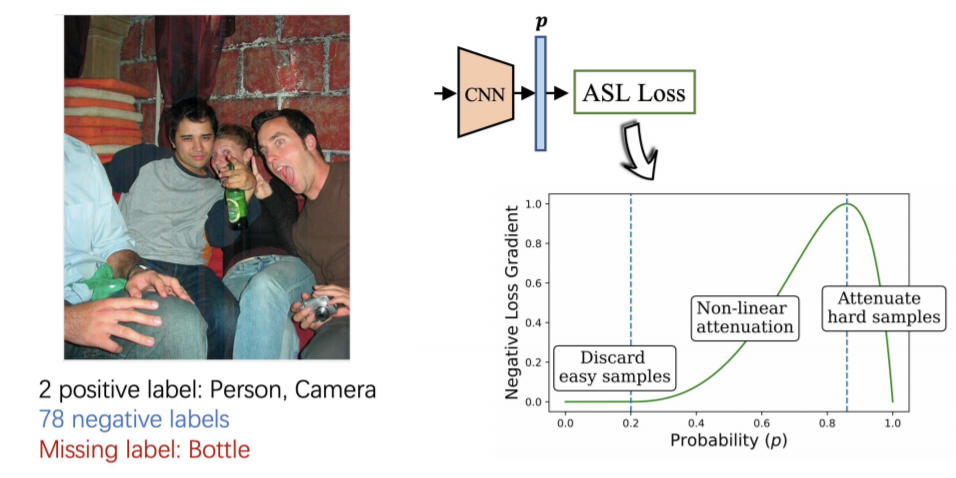 2 positive label: Person, Camera
78 negative labels
Missing label: Bottle
p
CNN
ASL Loss
Negative Loss Gradient
1.0
0.8
0.6
0.4
0.2
0.0
Discard
easy samples
Non-linear
attenuation
Attenuate
hard samples
0.0 0.2 0.4 0.6 0.8 1.0
Probability (p)